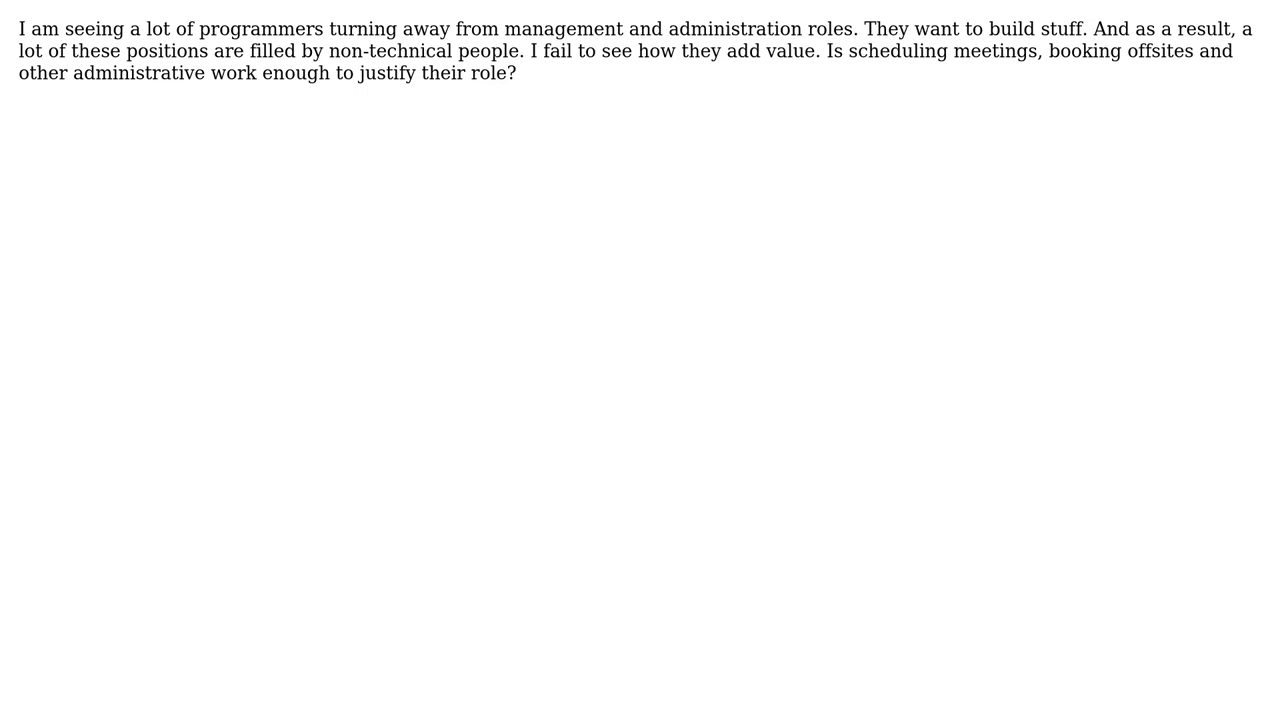 I am seeing a lot of programmers turning away from management and administration roles. They want to build stuff. And as a result, a
lot of these positions are filled by non-technical people. I fail to see how they add value. Is scheduling meetings, booking offsites and
other administrative work enough to justify their role?